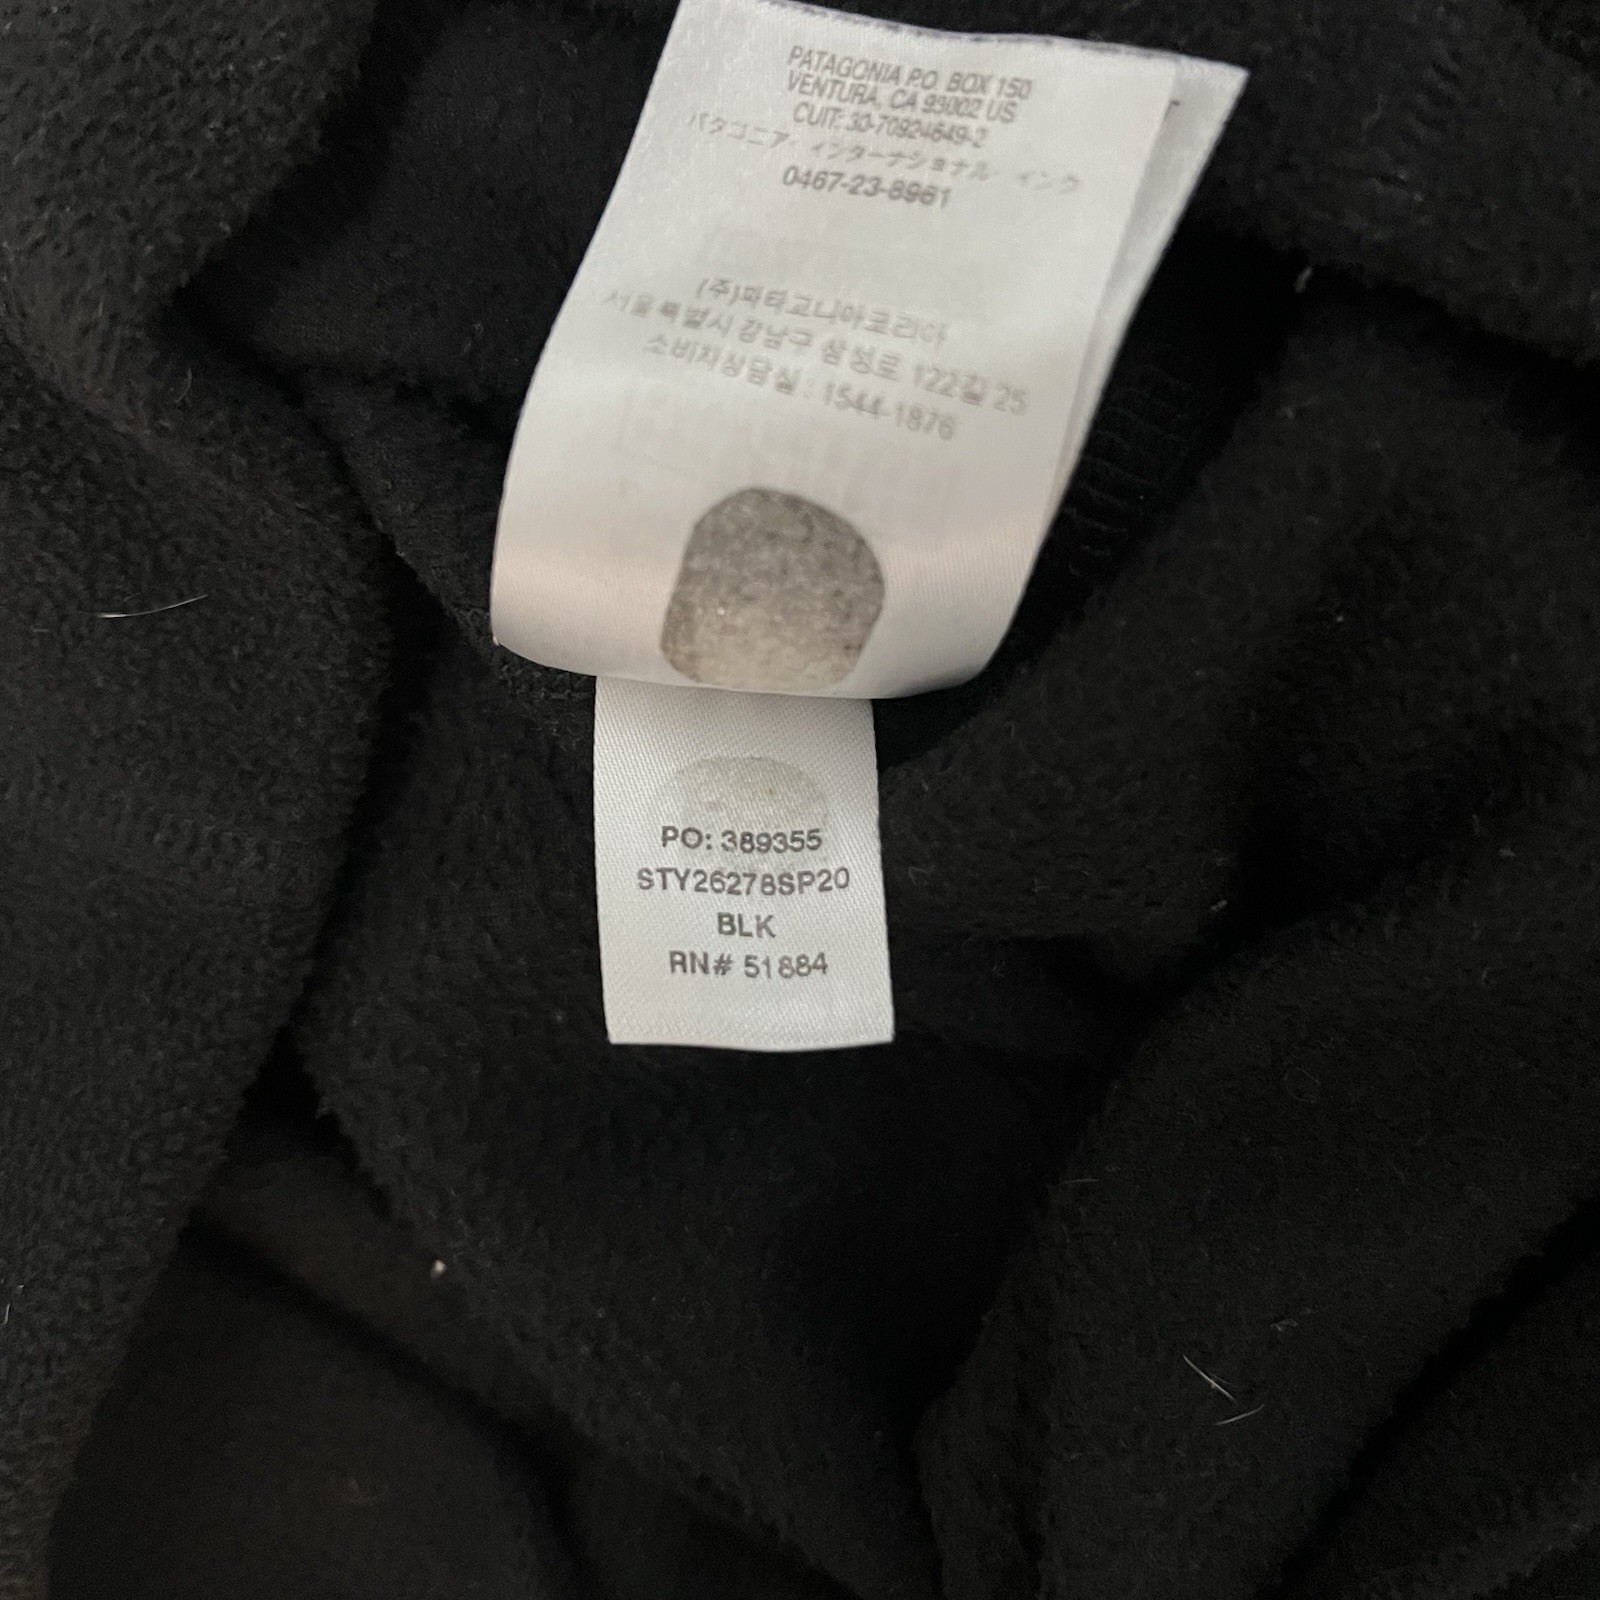 PATAGONIA P.O. BOX 150
VENTURA, CA 93002 US
CUIT: 30-70924649-2
パタゴニア・インターナショナル・インク
0467-23-8961
(주)파타고니아코리아
서울특별시 강남구 삼성로 122길 25
소비자상담실 : 1544-1876
PO: 389355
STY26278SP20
BLK
RN# 51884